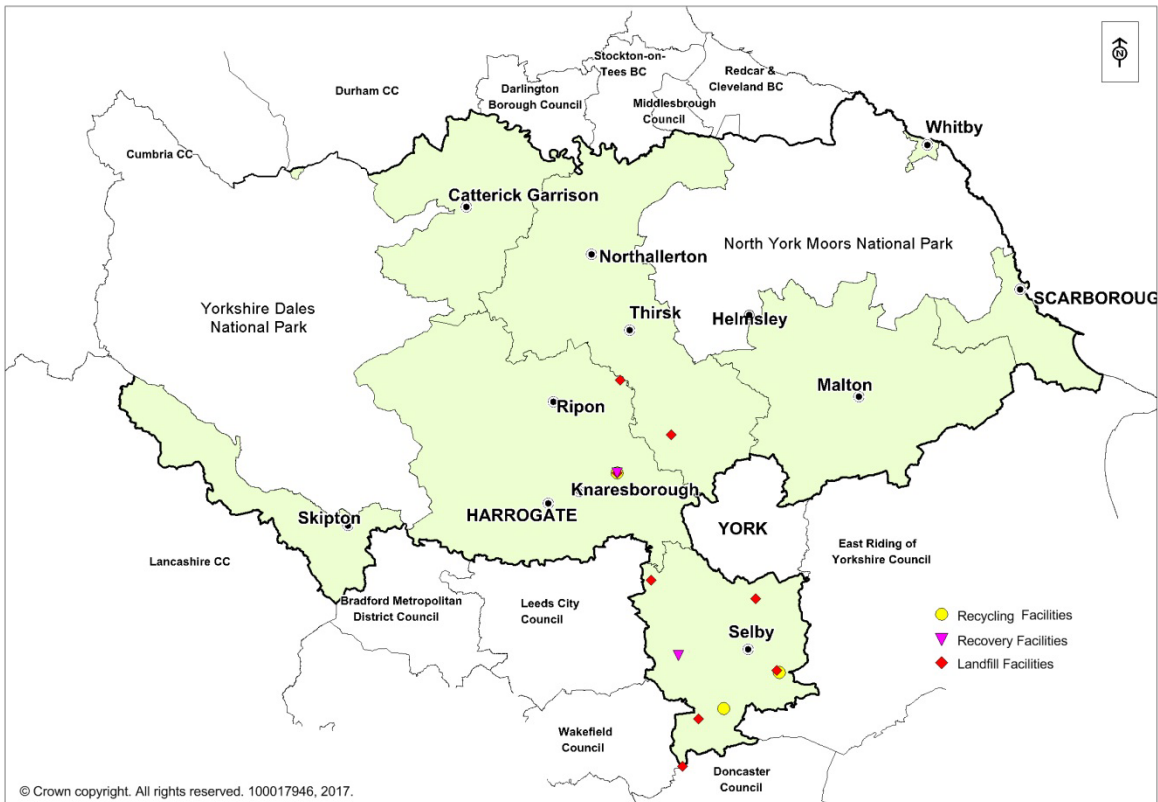 Stockton-on-
Tees BC
Redcar &
Cleveland BC
Durham CC
Darlington
Borough Council
Middlesbrough
Council
N
Whitby
Cumbria CC
Catterick Garrison
North York Moors National Park
Northallerton
SCARBOROUG
Yorkshire Dales
National Park
Thirsk
Helmsley
Malton
Ripon
Knaresborough
HARROGATE
Skipton
YORK
East Riding of
Yorkshire Council
Lancashire CC
Bradford Metropolitan
District Council
Leeds City
Council
Selby
Recycling Facilities
Recovery Facilities
Landfill Facilities
Wakefield
Council
Doncaster
Council
© Crown copyright. All rights reserved. 100017946, 2017.